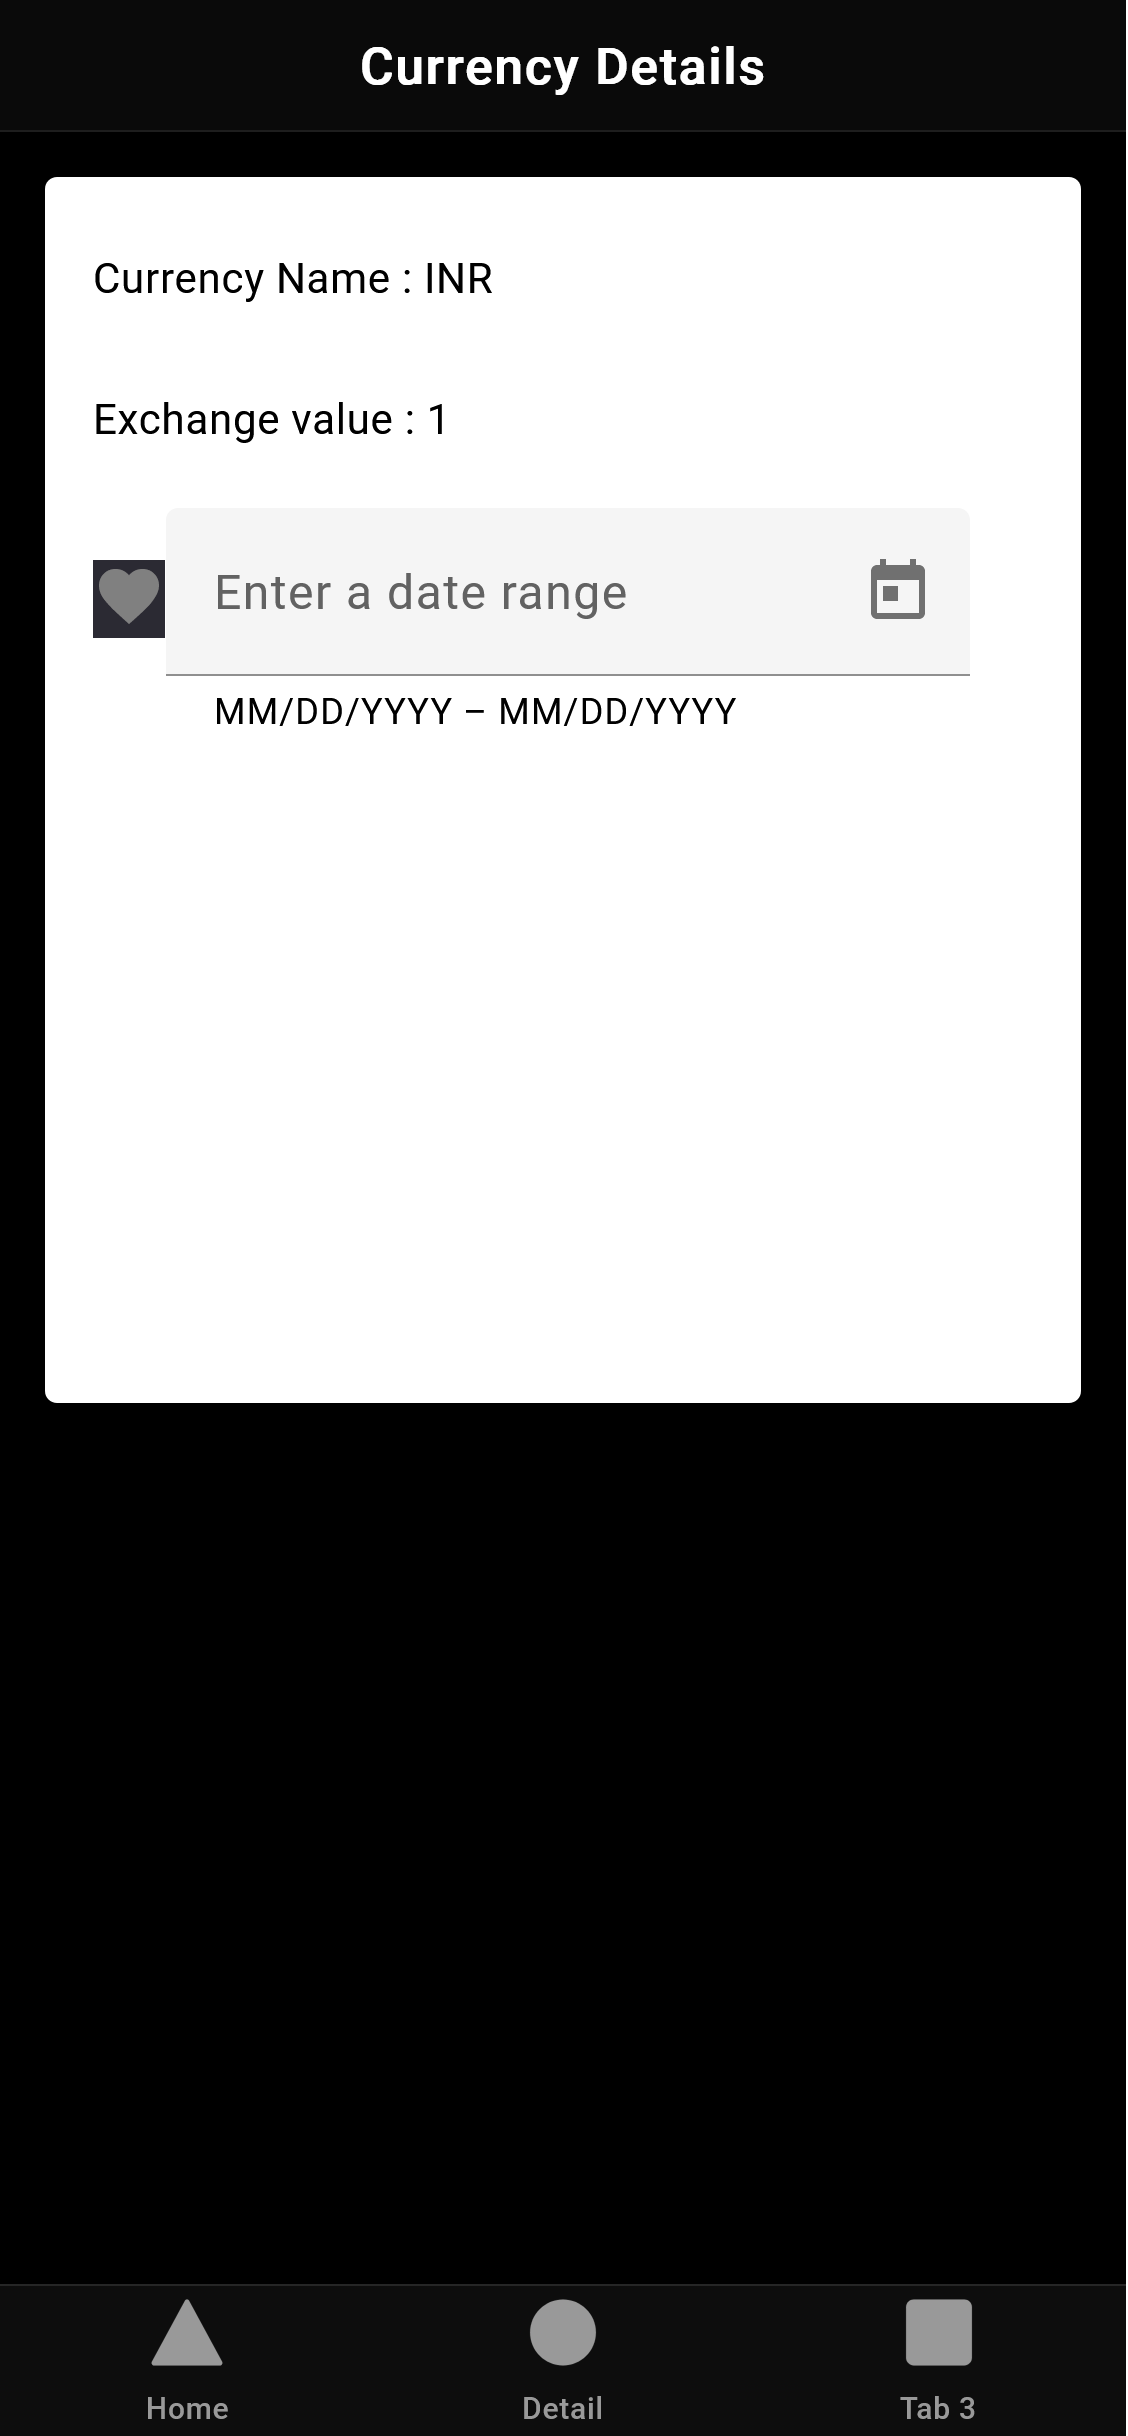 Currency Details
Currency Name : INR
Exchange value : 1
Enter a date range
MM/DD/YYYY – MM/DD/YYYY
Home
Detail
Tab 3